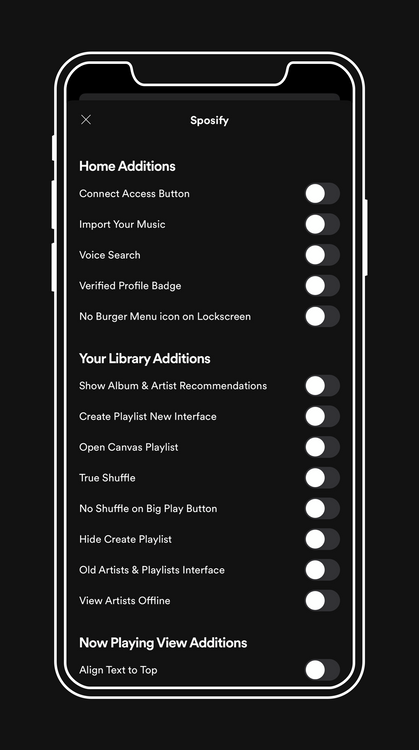 Sposify
Home Additions
Connect Access Button
Import Your Music
Voice Search
Verified Profile Badge
No Burger Menu icon on Lockscreen
Your Library Additions
Show Album & Artist Recommendations
Create Playlist New Interface
Open Canvas Playlist
True Shuffle
No Shuffle on Big Play Button
Hide Create Playlist
Old Artists & Playlists Interface
View Artists Offline
Now Playing View Additions
Align Text to Top